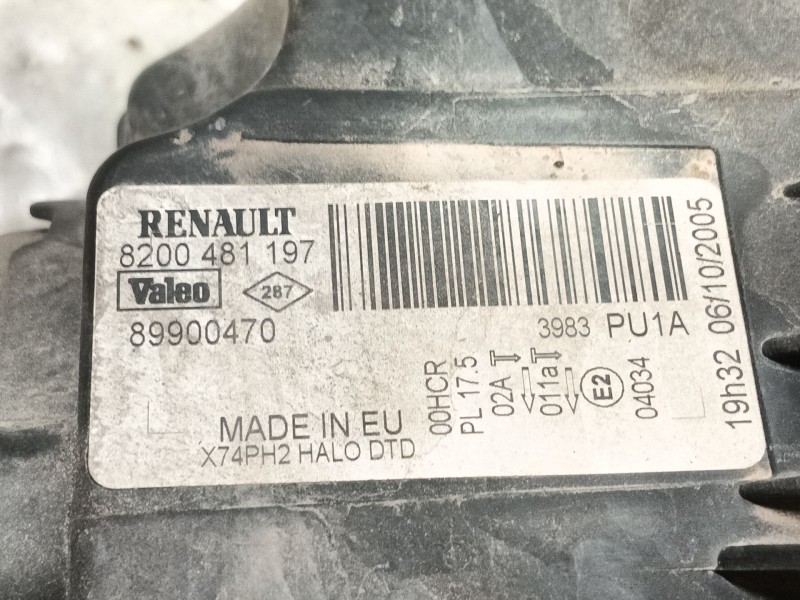 RENAULT
8200 481 197
Valeo 287
89900470
3983 PU1A
MADE IN EU
X74PH2 HALO DTD
00HCR
PL 17.5
02A
011a
E2
04034
19h32 06/10/2005